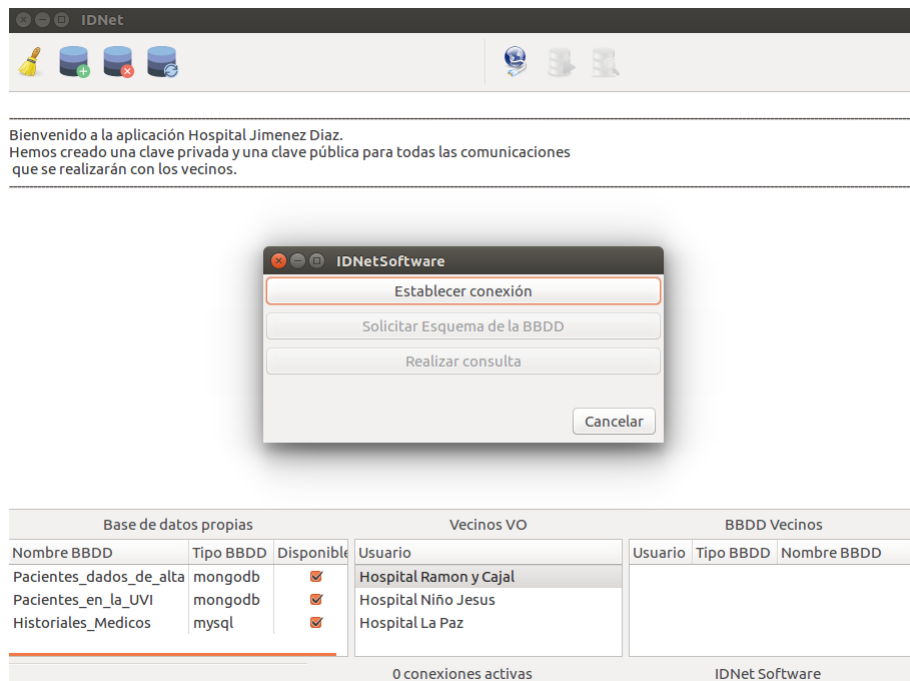 IDNet
Bienvenido a la aplicación Hospital Jimenez Diaz.
Hemos creado una clave privada y una clave pública para todas las comunicaciones
que se realizarán con los vecinos.
IDNetSoftware
Establecer conexión
Solicitar Esquema de la BBDD
Realizar consulta
Cancelar
Base de datos propias Vecinos VO BBDD Vecinos
Nombre BBDD Tipo BBDD Disponible Usuario Usuario Tipo BBDD Nombre BBDD
Pacientes_dados_de_alta mongodb Hospital Ramon y Cajal
Pacientes_en_la_UVI mongodb Hospital Niño Jesus
Historiales_Medicos mysql Hospital La Paz
0 conexiones activas IDNet Software